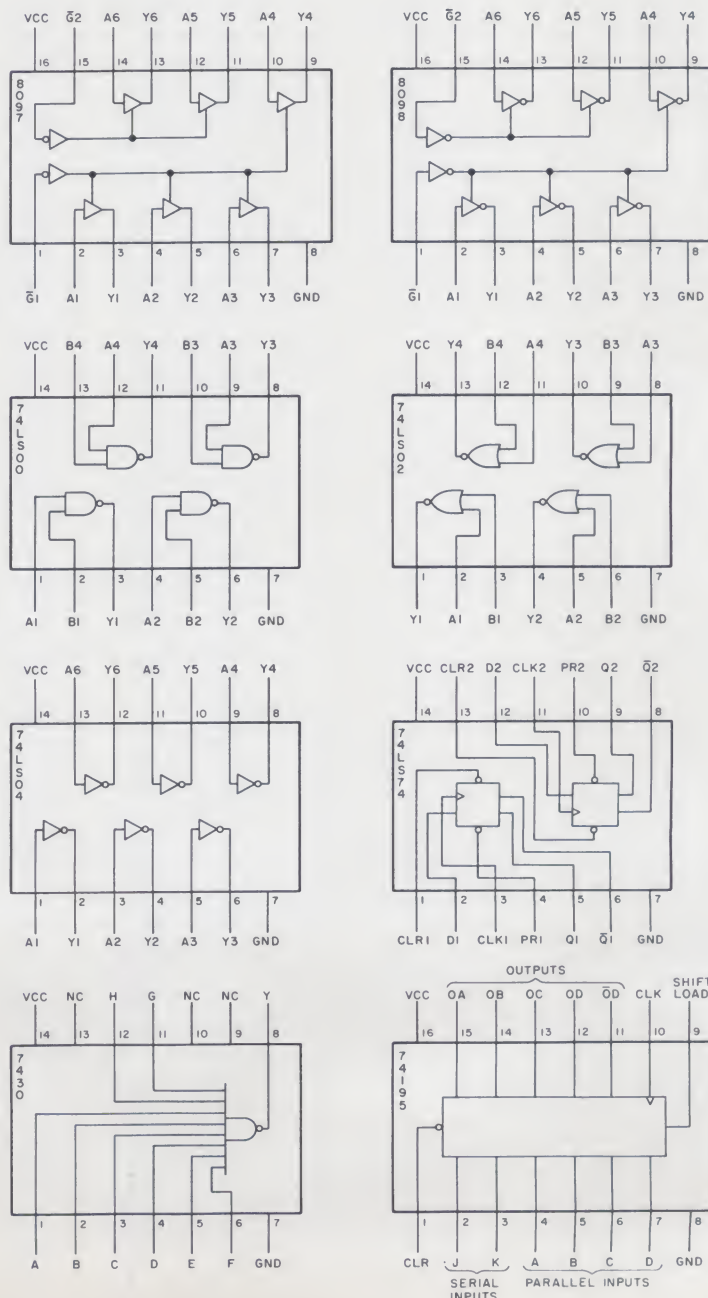 VCC G̅2 A6 Y6 A5 Y5 A4 Y4
16 15 14 13 12 11 10 9
8097
1 2 3 4 5 6 7 8
G̅1 A1 Y1 A2 Y2 A3 Y3 GND
VCC G̅2 A6 Y6 A5 Y5 A4 Y4
16 15 14 13 12 11 10 9
8098
1 2 3 4 5 6 7 8
G̅1 A1 Y1 A2 Y2 A3 Y3 GND
VCC B4 A4 Y4 B3 A3 Y3
14 13 12 11 10 9 8
74LS00
1 2 3 4 5 6 7
A1 B1 Y1 A2 B2 Y2 GND
VCC Y4 B4 A4 Y3 B3 A3
14 13 12 11 10 9 8
74LS02
1 2 3 4 5 6 7
Y1 A1 B1 Y2 A2 B2 GND
VCC A6 Y6 A5 Y5 A4 Y4
14 13 12 11 10 9 8
74LS04
1 2 3 4 5 6 7
A1 Y1 A2 Y2 A3 Y3 GND
VCC CLR2 D2 CLK2 PR2 Q2 Q̅2
14 13 12 11 10 9 8
74LS74
1 2 3 4 5 6 7
CLR1 D1 CLK1 PR1 Q1 Q̅1 GND
VCC NC H G NC NC Y
14 13 12 11 10 9 8
7430
1 2 3 4 5 6 7
A B C D E F GND
OUTPUTS
VCC OA OB OC OD O̅D CLK SHIFT LOAD
16 15 14 13 12 11 10 9
74195
1 2 3 4 5 6 7 8
CLR J K A B C D GND
SERIAL INPUTS PARALLEL INPUTS